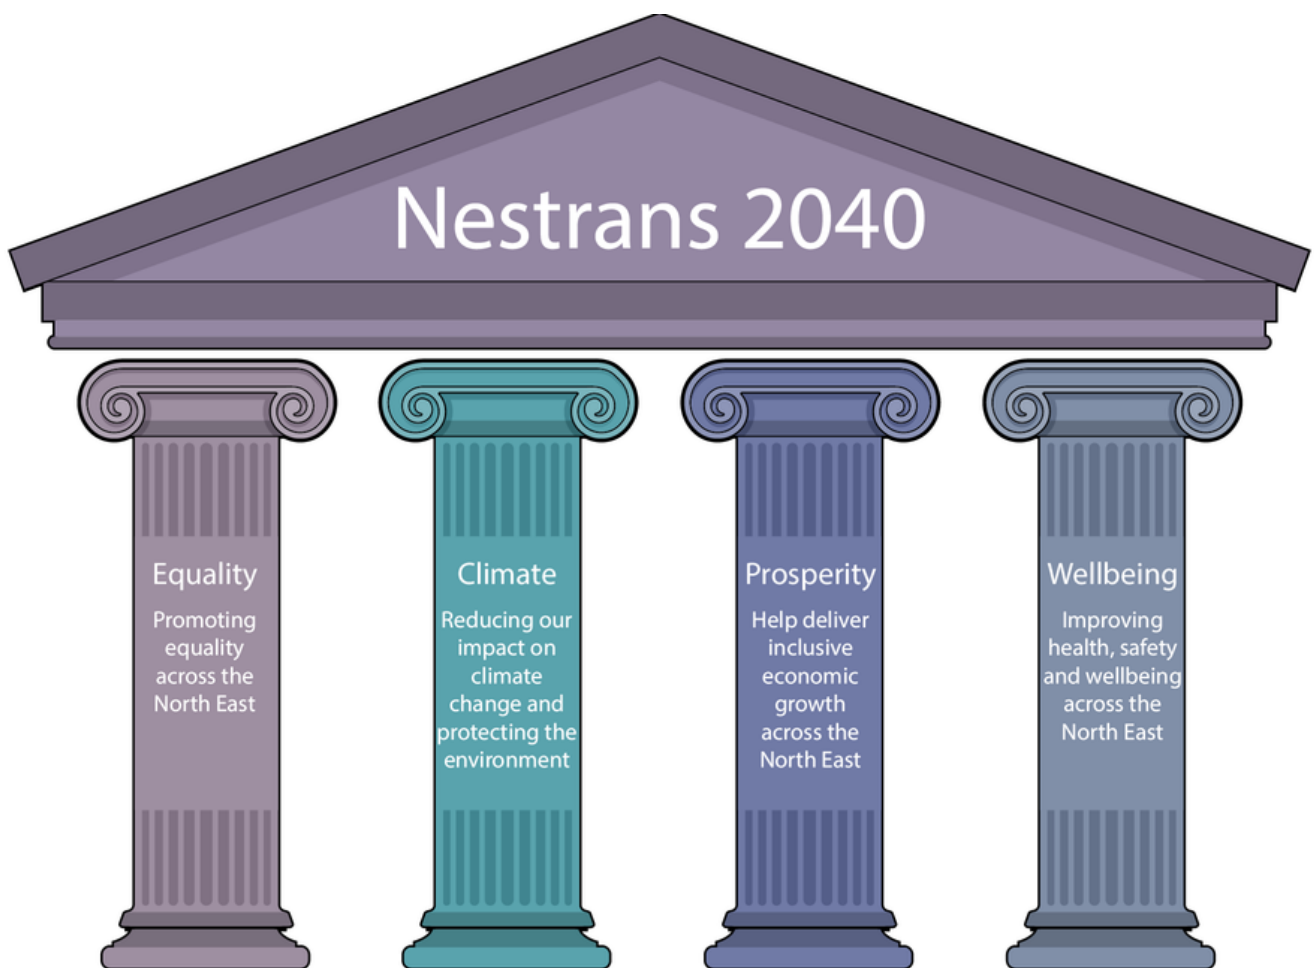 Nestrans 2040
Equality
Promoting
equality
across the
North East
Climate
Reducing our
impact on
climate
change and
protecting the
environment
Prosperity
Help deliver
inclusive
economic
growth
across the
North East
Wellbeing
Improving
health, safety
and wellbeing
across the
North East